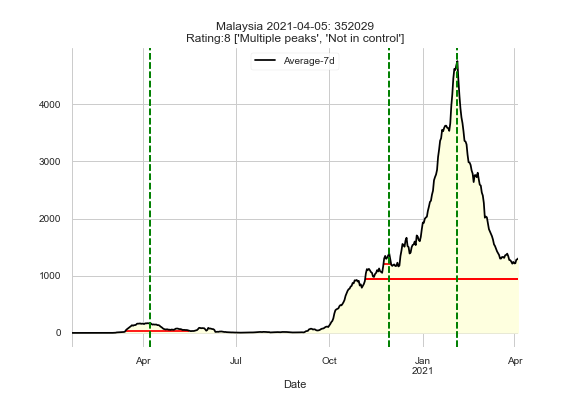 Malaysia 2021-04-05: 352029
Rating:8 ['Multiple peaks', 'Not in control']
Average-7d
4000
3000
2000
1000
0
Apr
Jul
Oct
Jan
2021
Apr
Date